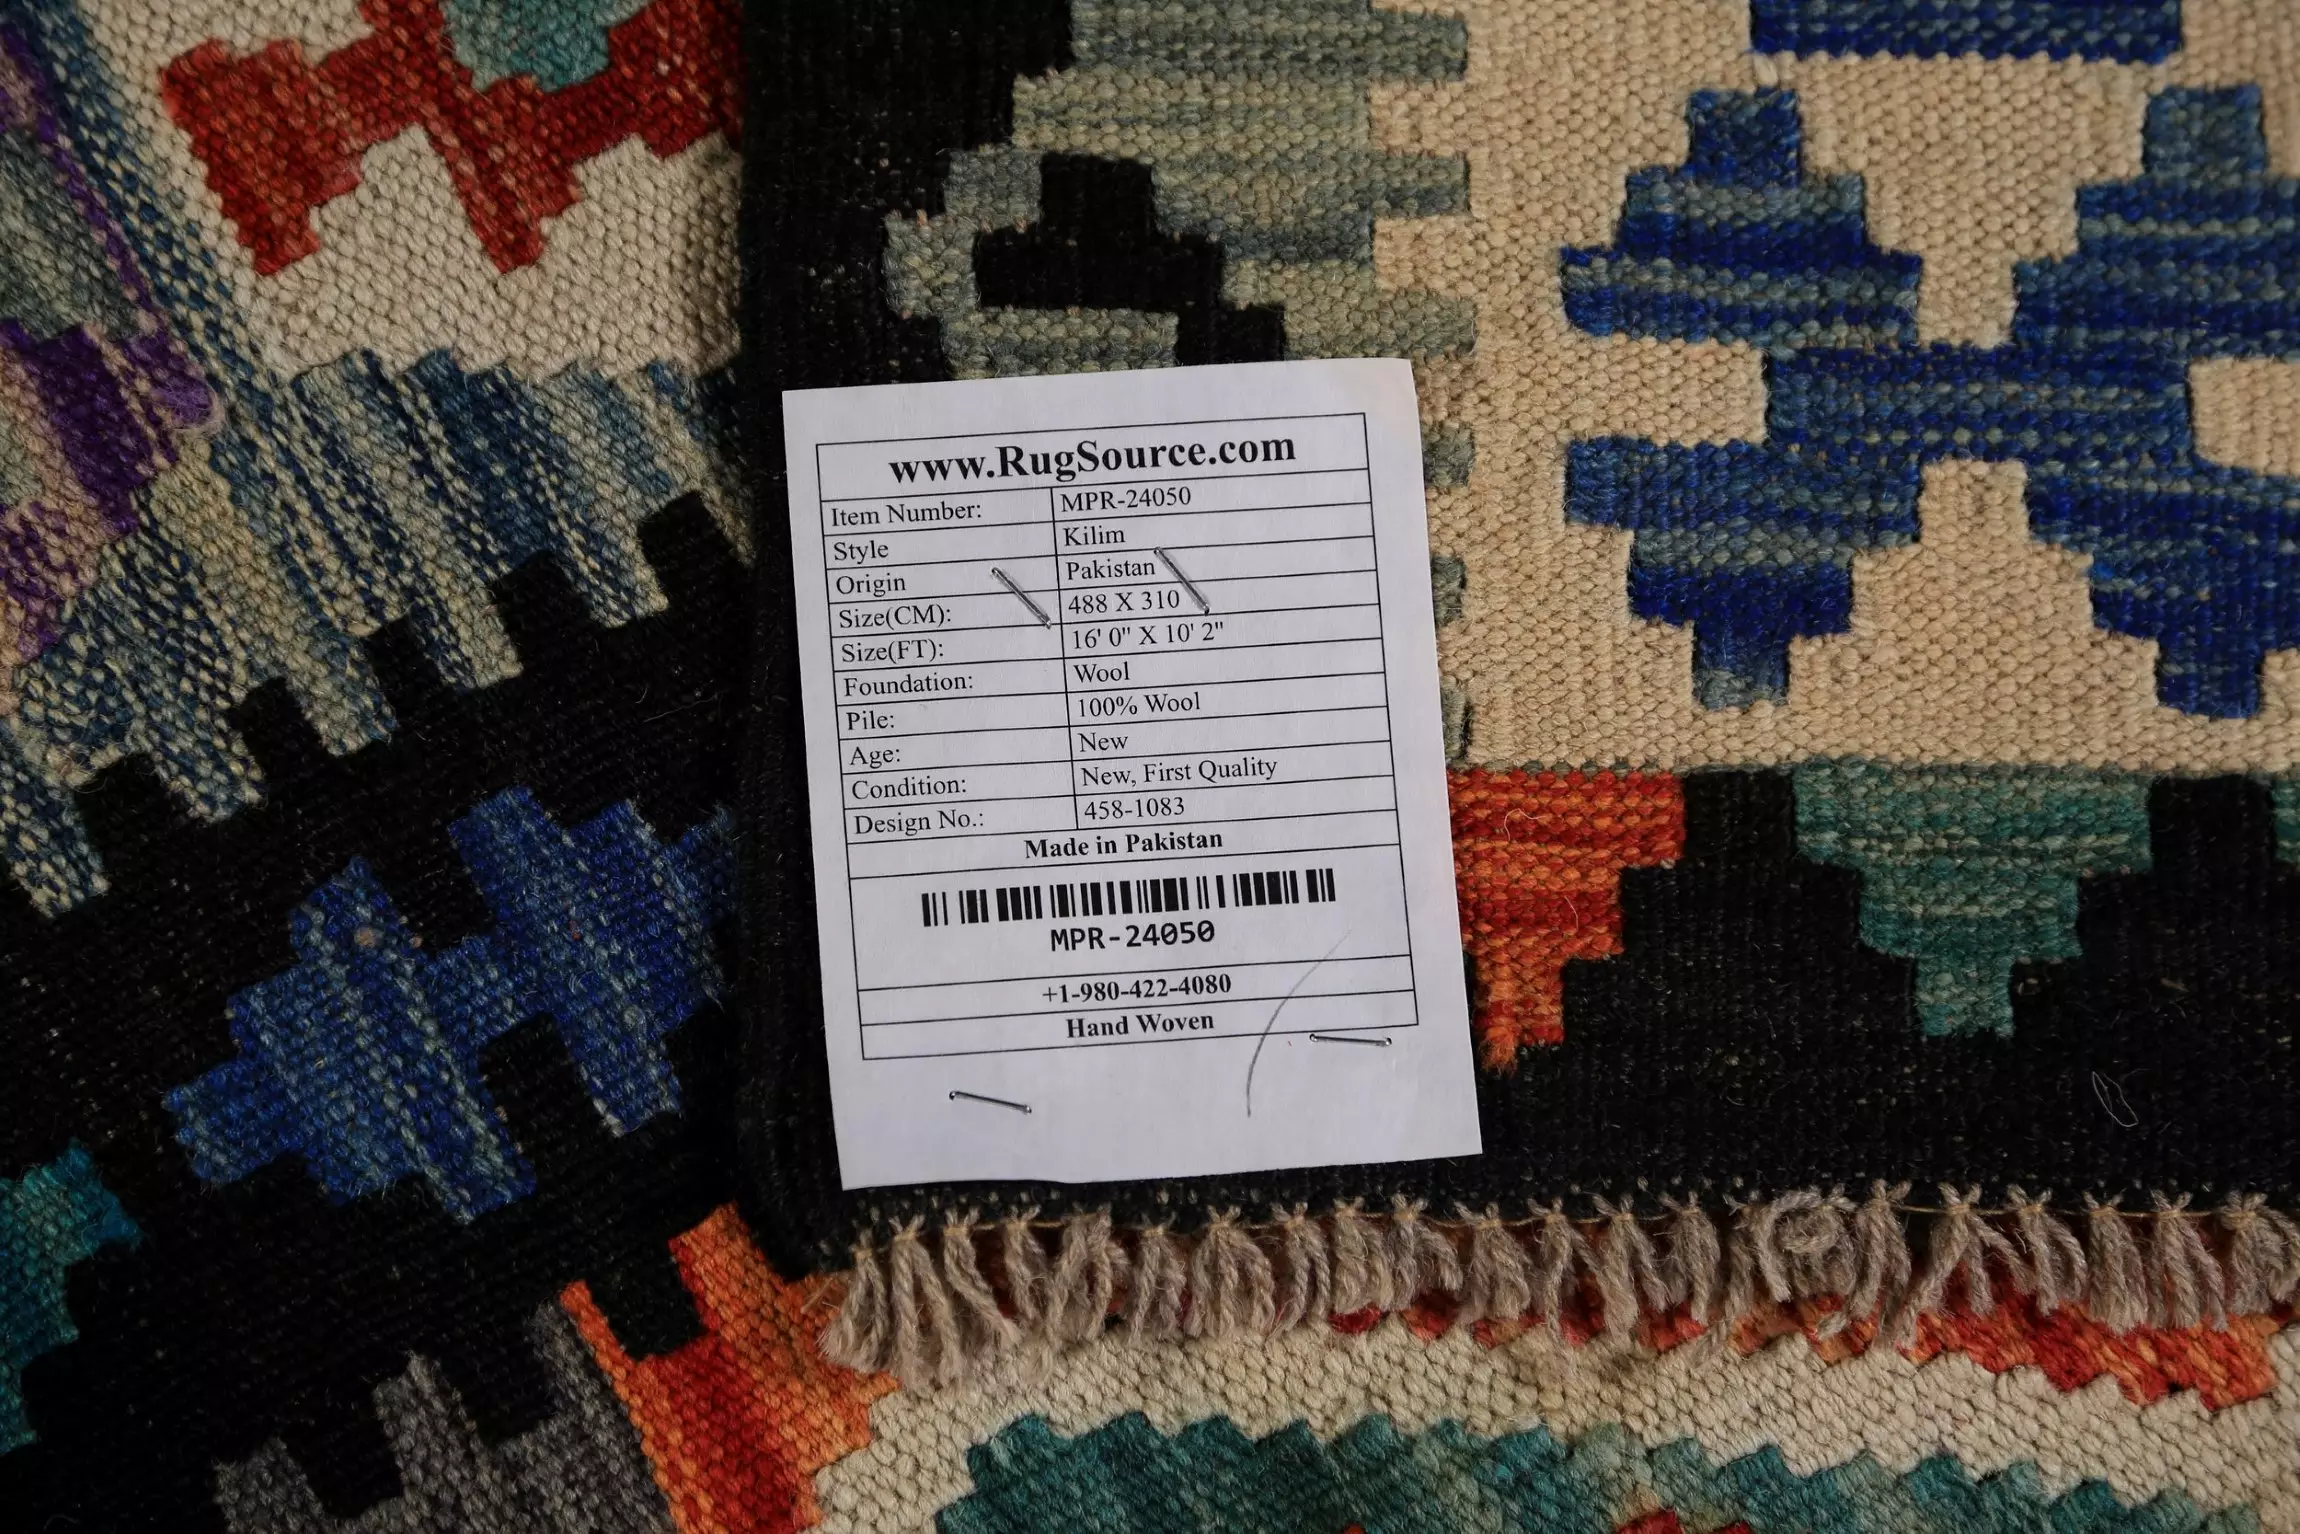 www.RugSource.com
Item Number: MPR-24050
Style Kilim
Origin Pakistan
Size(CM): 488 X 310
Size(FT): 16' 0" X 10' 2"
Foundation: Wool
Pile: 100% Wool
Age: New
Condition: New, First Quality
Design No.: 458-1083
Made in Pakistan
MPR-24050
+1-980-422-4080
Hand Woven